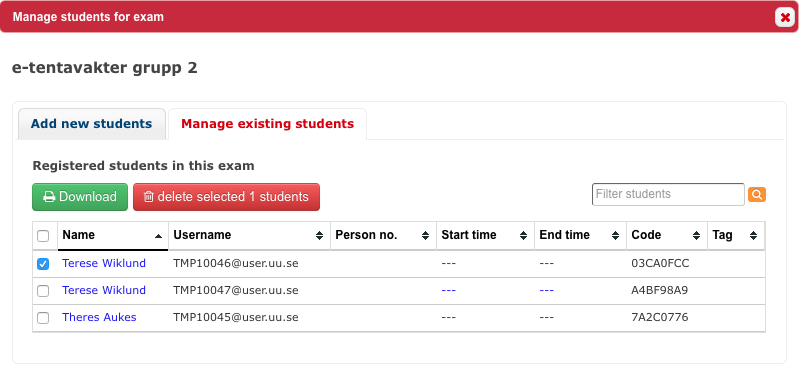 Manage students for exam
e-tentavakter grupp 2
Add new students Manage existing students
Registered students in this exam
Download delete selected 1 students Filter students
Name Username Person no. Start time End time Code Tag
Terese Wiklund TMP10046@user.uu.se --- --- 03CA0FCC
Terese Wiklund TMP10047@user.uu.se --- --- A4BF98A9
Theres Aukes TMP10045@user.uu.se --- --- 7A2C0776